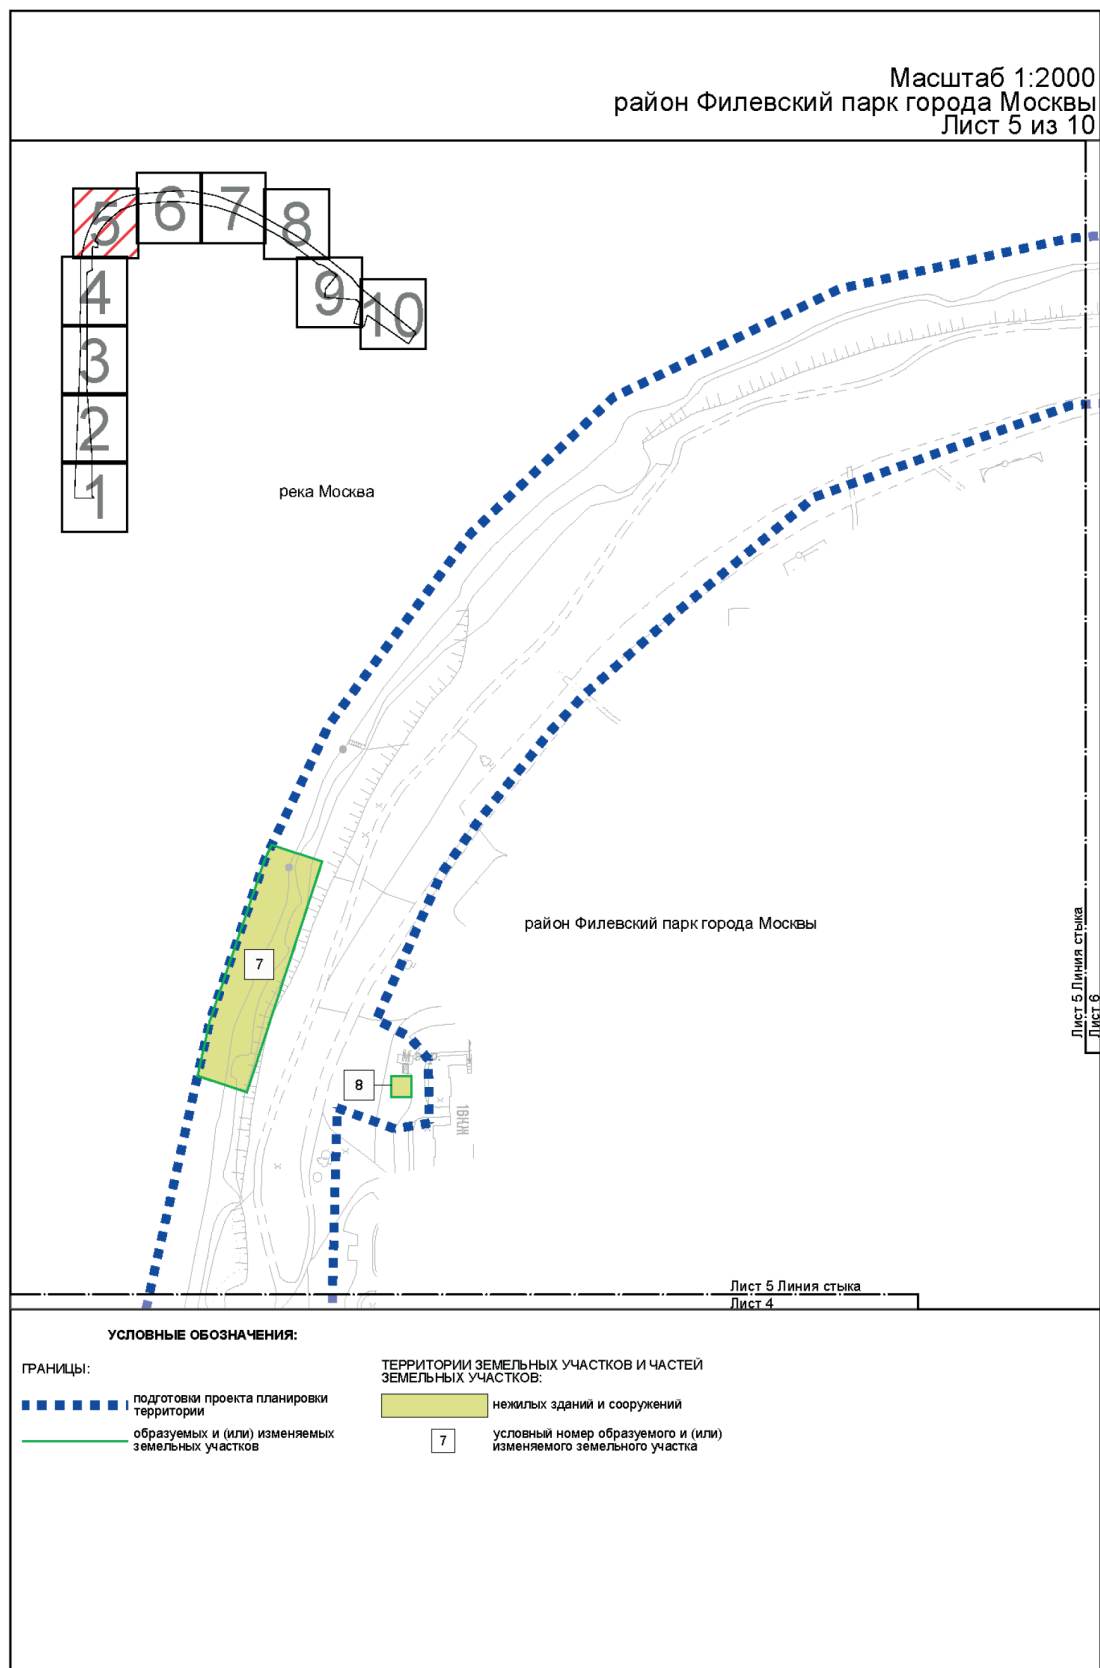 Масштаб 1:2000
район Филевский парк города Москвы
Лист 5 из 10
5
6
7
8
9
10
4
3
2
1
река Москва
район Филевский парк города Москвы
7
8
Лист 5 Линия стыка
Лист 6
Лист 5 Линия стыка
Лист 4
УСЛОВНЫЕ ОБОЗНАЧЕНИЯ:
ГРАНИЦЫ:
подготовки проекта планировки
территории
образуемых и (или) изменяемых
земельных участков
ТЕРРИТОРИИ ЗЕМЕЛЬНЫХ УЧАСТКОВ И ЧАСТЕЙ
ЗЕМЕЛЬНЫХ УЧАСТКОВ:
нежилых зданий и сооружений
7
условный номер образуемого и (или)
изменяемого земельного участка